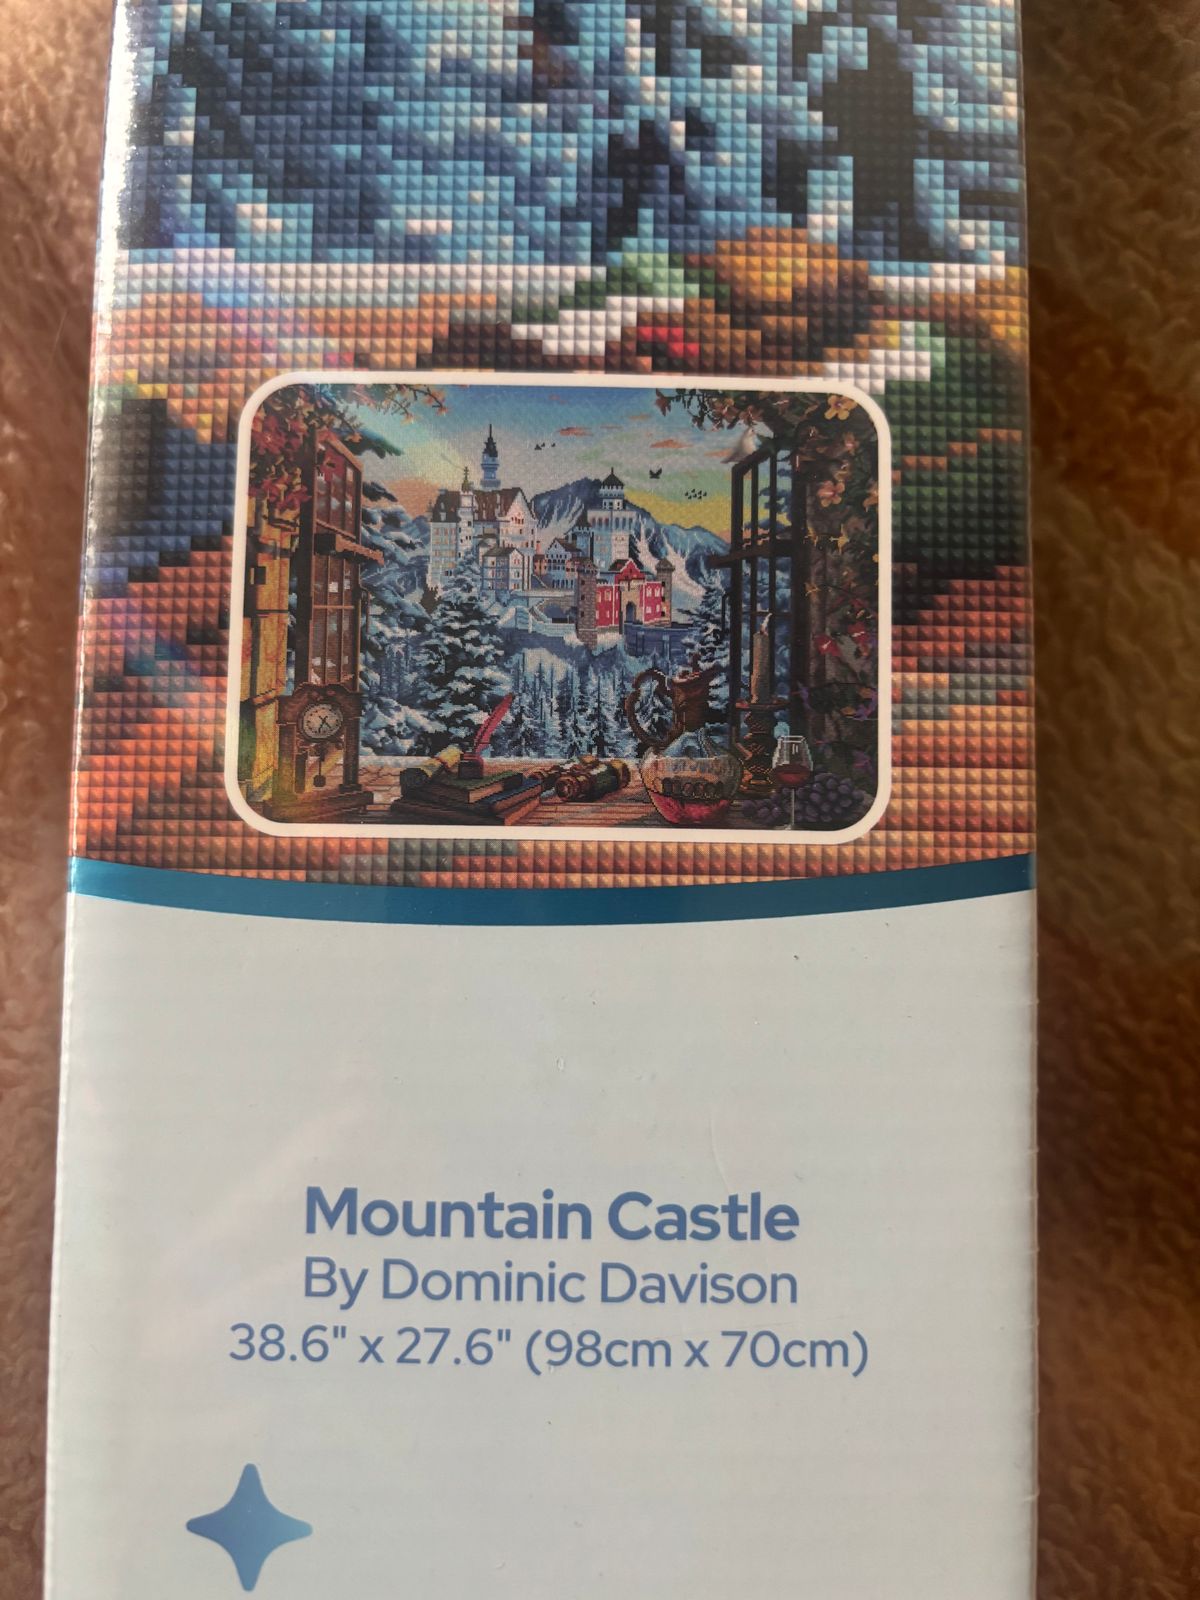 Mountain Castle
By Dominic Davison
38.6" x 27.6" (98cm x 70cm)